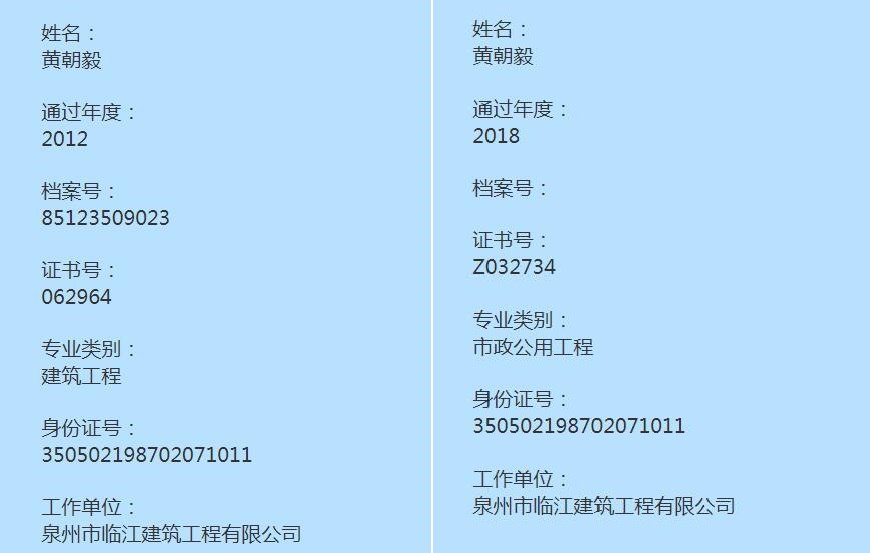 姓名：
黄朝毅
通过年度：
2012
档案号：
85123509023
证书号：
062964
专业类别：
建筑工程
身份证号：
350502198702071011
工作单位：
泉州市临江建筑工程有限公司
姓名：
黄朝毅
通过年度：
2018
档案号：
证书号：
Z032734
专业类别：
市政公用工程
身份证号：
350502198702071011
工作单位：
泉州市临江建筑工程有限公司